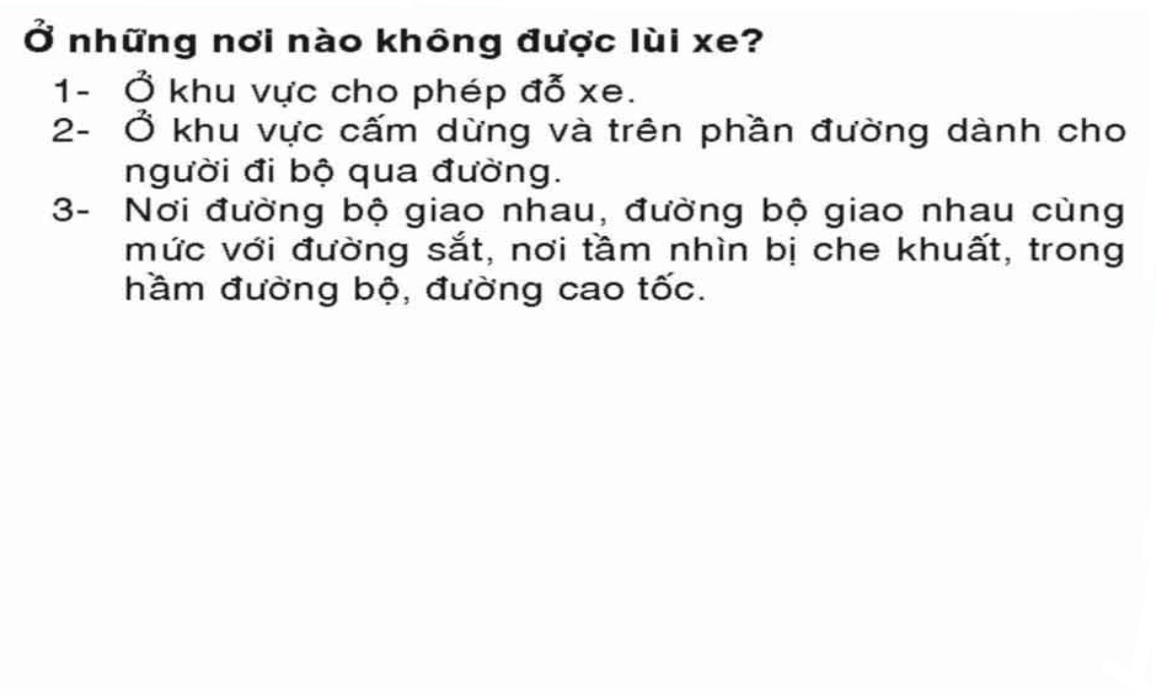 Ở những nơi nào không được lùi xe?
1- Ở khu vực cho phép đỗ xe.
2- Ở khu vực cấm dừng và trên phần đường dành cho
người đi bộ qua đường.
3- Nơi đường bộ giao nhau, đường bộ giao nhau cùng
mức với đường sắt, nơi tầm nhìn bị che khuất, trong
hầm đường bộ, đường cao tốc.